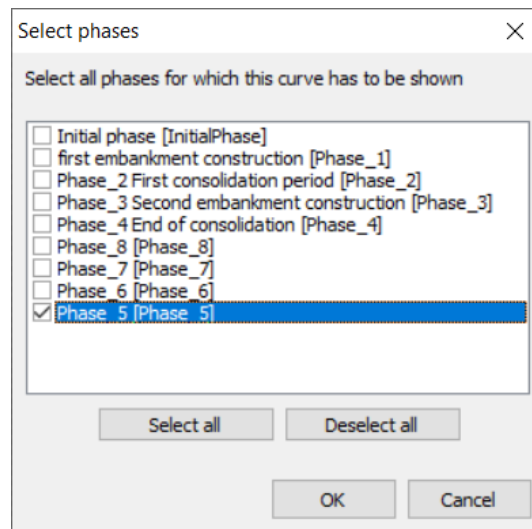 Select phases
Select all phases for which this curve has to be shown
Initial phase [InitialPhase]
first embankment construction [Phase_1]
Phase_2 First consolidation period [Phase_2]
Phase_3 Second embankment construction [Phase_3]
Phase_4 End of consolidation [Phase_4]
Phase_8 [Phase_8]
Phase_7 [Phase_7]
Phase_6 [Phase_6]
Phase_5 [Phase_5]
Select all
Deselect all
OK
Cancel